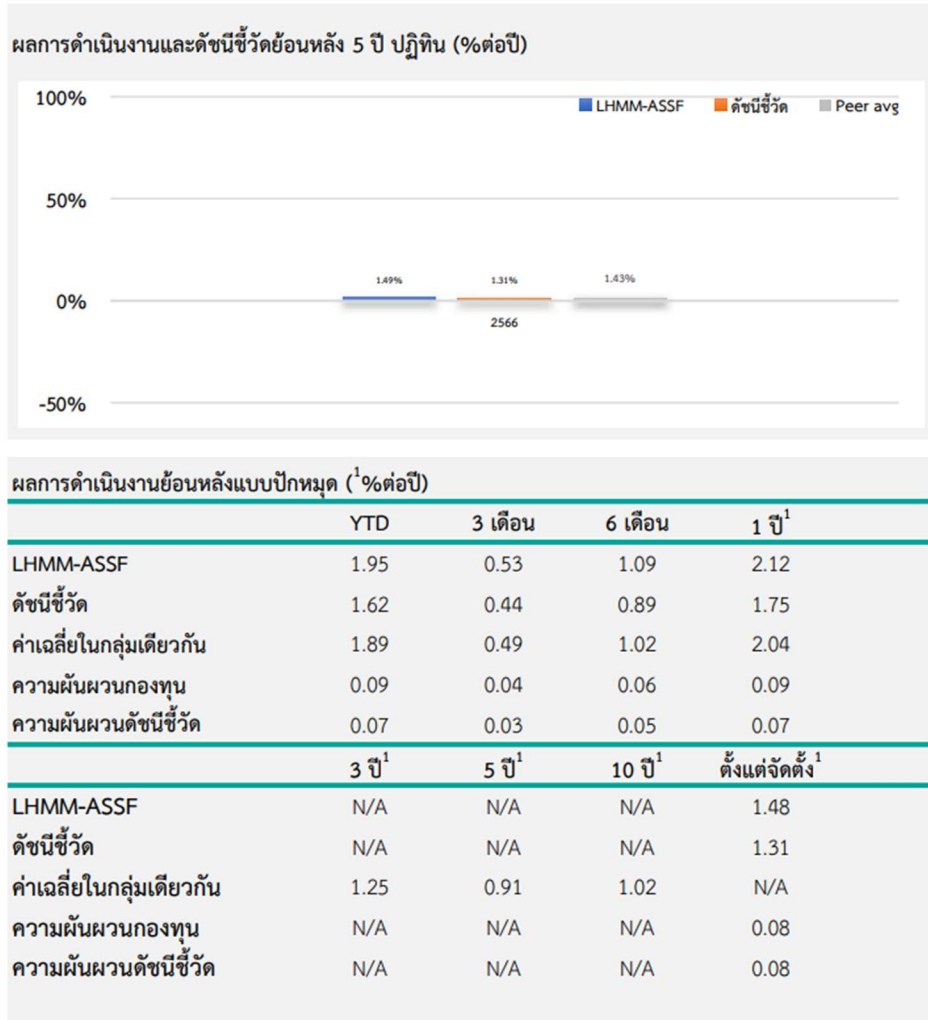 ผลการดำเนินงานและดัชนีชี้วัดย้อนหลัง 5 ปี ปฏิทิน (%ต่อปี)
100%
LHMM-ASSF ดัชนีชี้วัด Peer avg
50%
1.49% 1.31% 1.43%
0%
2566
-50%
ผลการดำเนินงานย้อนหลังแบบปักหมุด (¹%ต่อปี)
YTD 3 เดือน 6 เดือน 1 ปี¹
LHMM-ASSF 1.95 0.53 1.09 2.12
ดัชนีชี้วัด 1.62 0.44 0.89 1.75
ค่าเฉลี่ยในกลุ่มเดียวกัน 1.89 0.49 1.02 2.04
ความผันผวนกองทุน 0.09 0.04 0.06 0.09
ความผันผวนดัชนีชี้วัด 0.07 0.03 0.05 0.07
3 ปี¹ 5 ปี¹ 10 ปี¹ ตั้งแต่จัดตั้ง¹
LHMM-ASSF N/A N/A N/A 1.48
ดัชนีชี้วัด N/A N/A N/A 1.31
ค่าเฉลี่ยในกลุ่มเดียวกัน 1.25 0.91 1.02 N/A
ความผันผวนกองทุน N/A N/A N/A 0.08
ความผันผวนดัชนีชี้วัด N/A N/A N/A 0.08